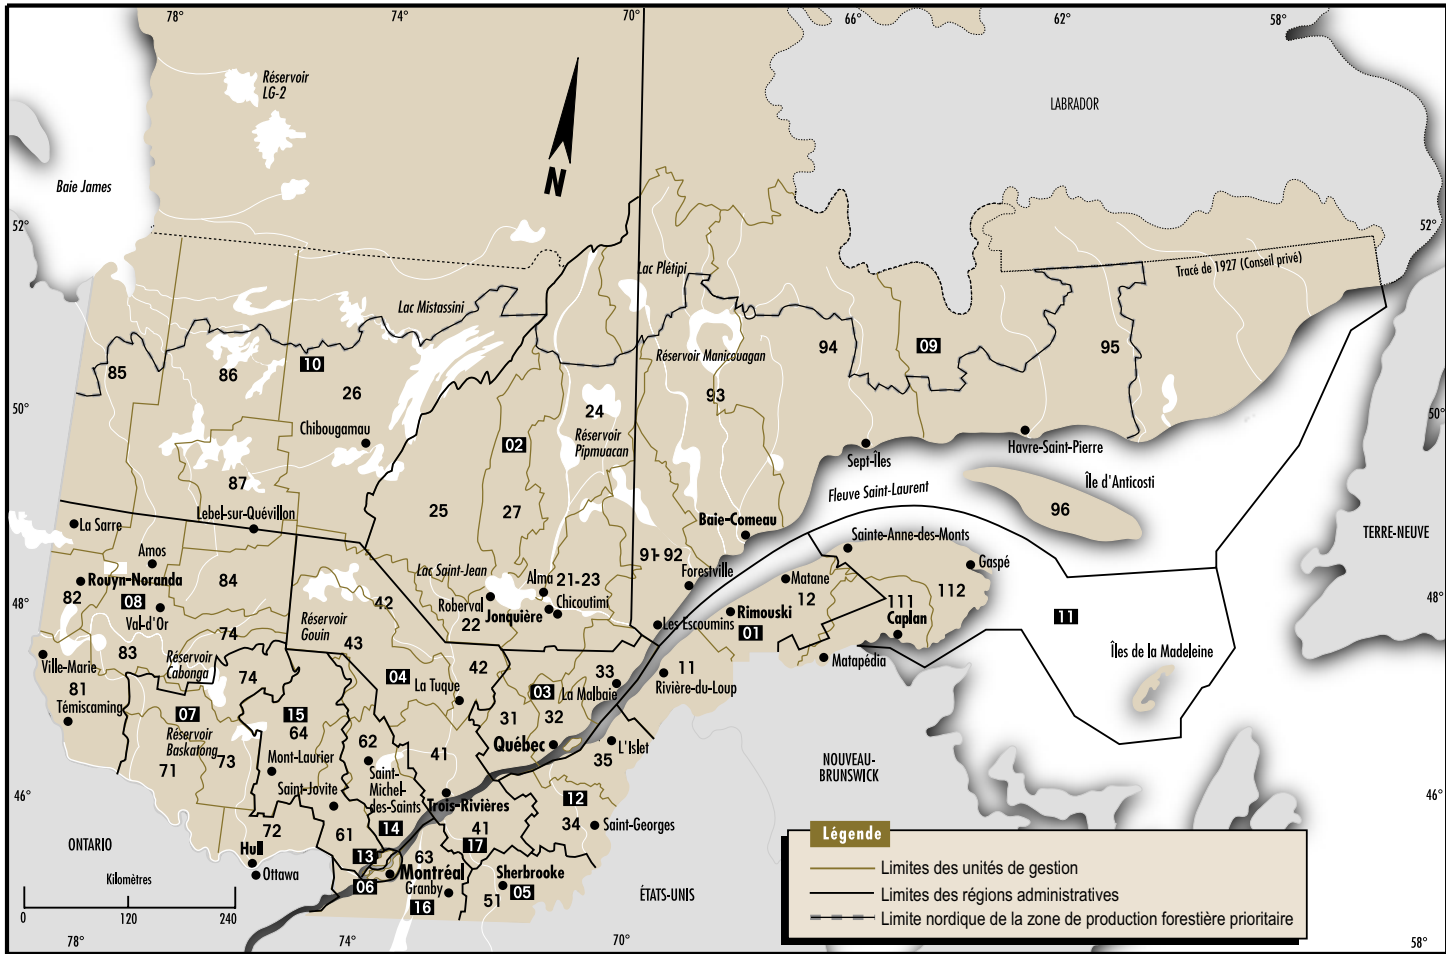 78°
74°
70°
66°
62°
58°
Réservoir
LG-2
LABRADOR
N
Baie James
52°
52°
Lac Plétipi
Tracé de 1927 (Conseil privé)
Lac Mistassini
Réservoir Manicouagan
94
09
95
85
86
10
26
93
50°
50°
24
Chibougamau
Réservoir
Pipmuacan
02
Havre-Saint-Pierre
Sept-Îles
Île d'Anticosti
87
Fleuve Saint-Laurent
96
Lebel-sur-Quévillon
25
27
Baie-Comeau
La Sarre
Sainte-Anne-des-Monts
TERRE-NEUVE
Amos
91-92
Gaspé
Rouyn-Noranda
84
Lac Saint-Jean
Alma
21-23
Forestville
Matane
112
82
08
42
Roberval
Chicoutimi
12
111
48°
48°
Val-d'Or
Réservoir
Gouin
Jonquière
22
Les Escoumins
Rimouski
01
Caplan
11
74
43
83
Réservoir
Cabonga
Ville-Marie
74
42
33
11
Matapédia
Îles de la Madeleine
81
04
La Tuque
03
La Malbaie
Rivière-du-Loup
Témiscaming
07
15
64
31
32
Réservoir
Baskatong
62
41
Québec
L'Islet
71
73
Mont-Laurier
35
NOUVEAU-
BRUNSWICK
Saint-Jovite
Saint-
Michel-
des-Saints
46°
46°
Trois-Rivières
12
72
61
14
41
34
Saint-Georges
ONTARIO
13
63
17
Hull
Ottawa
06
Montréal
Granby
16
Sherbrooke
05
51
ÉTATS-UNIS
Kilomètres
0
120
240
Légende
Limites des unités de gestion
Limites des régions administratives
Limite nordique de la zone de production forestière prioritaire
78°
74°
70°
58°